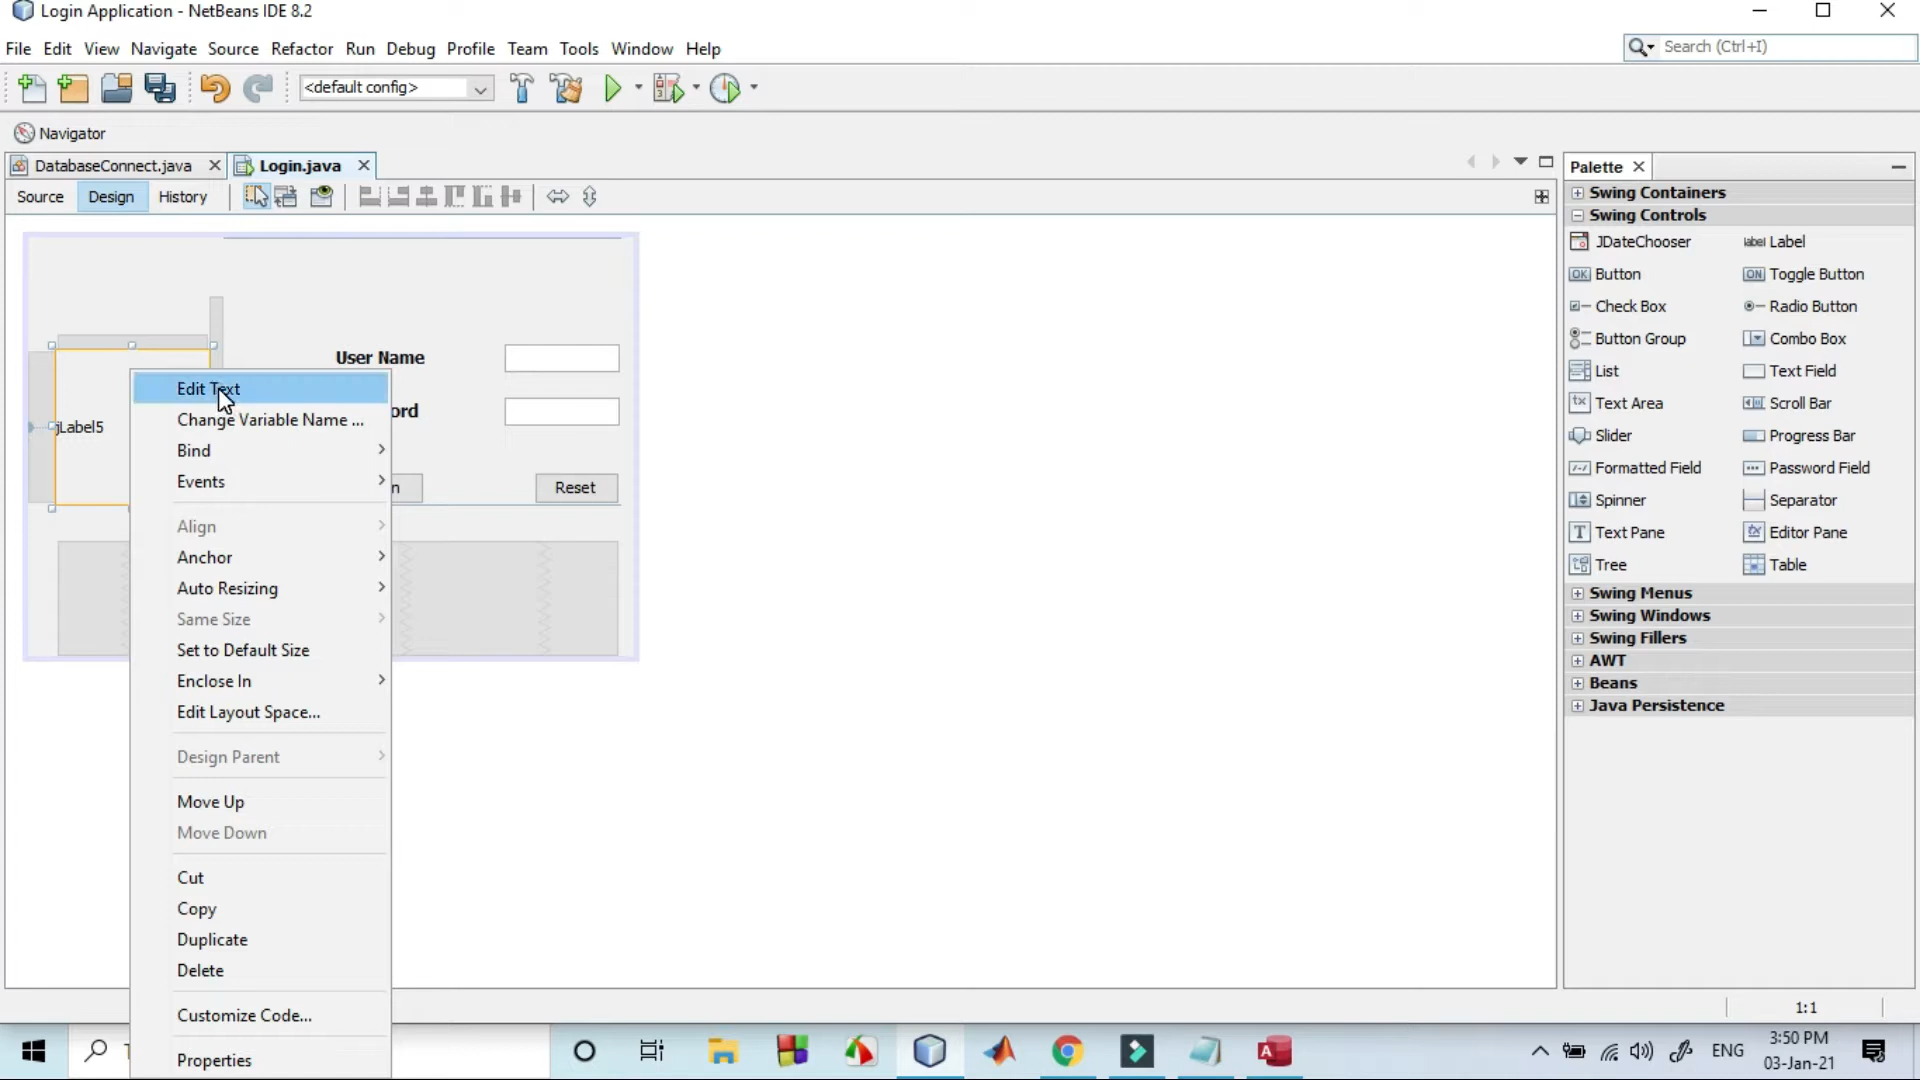 Login Application - NetBeans IDE 8.2
File Edit View Navigate Source Refactor Run Debug Profile Team Tools Window Help
Search (Ctrl+I)
<default config>
Navigator
DatabaseConnect.java
Login.java
Source Design History
User Name
ord
jLabel5
n
Reset
Edit Text
Change Variable Name ...
Bind
Events
Align
Anchor
Auto Resizing
Same Size
Set to Default Size
Enclose In
Edit Layout Space...
Design Parent
Move Up
Move Down
Cut
Copy
Duplicate
Delete
Customize Code...
Properties
Palette
Swing Containers
Swing Controls
JDateChooser
label Label
OK Button
ON Toggle Button
Check Box
Radio Button
Button Group
Combo Box
List
Text Field
Text Area
Scroll Bar
Slider
Progress Bar
Formatted Field
Password Field
Spinner
Separator
Text Pane
Editor Pane
Tree
Table
Swing Menus
Swing Windows
Swing Fillers
AWT
Beans
Java Persistence
1:1
ENG
3:50 PM
03-Jan-21